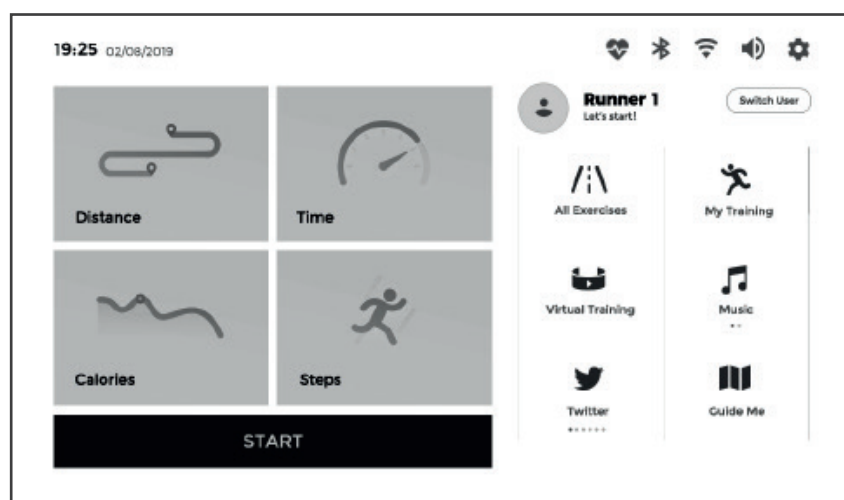 19:25 02/08/2019
Runner 1
Let's start!
Switch User
Distance
Time
All Exercises
My Training
Virtual Training
Music
Calories
Steps
Twitter
Guide Me
START